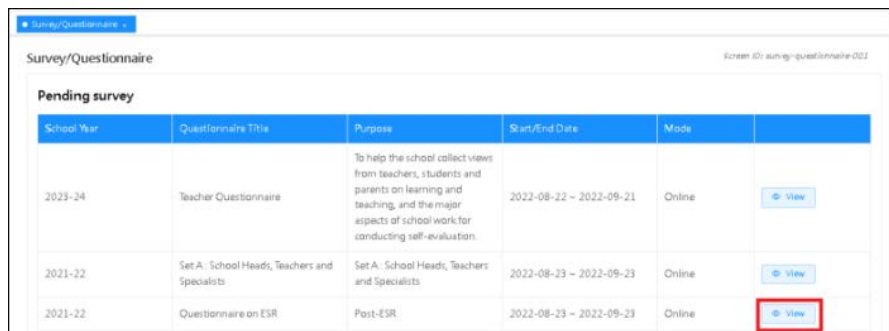 Survey/Questionnaire
Survey/Questionnaire
Screen ID: survey-questionnaire-001
Pending survey
School Year Questionnaire Title Purpose Start/End Date Mode
2023-24 Teacher Questionnaire To help the school collect views
from teachers, students and
parents on learning and
teaching, and the major
aspects of school work for
conducting self-evaluation. 2022-08-22 ~ 2022-09-21 Online View
2021-22 Set A : School Heads, Teachers and
Specialists Set A : School Heads, Teachers
and Specialists 2022-08-23 ~ 2022-09-23 Online View
2021-22 Questionnaire on ESR Post-ESR 2022-08-23 ~ 2022-09-23 Online View